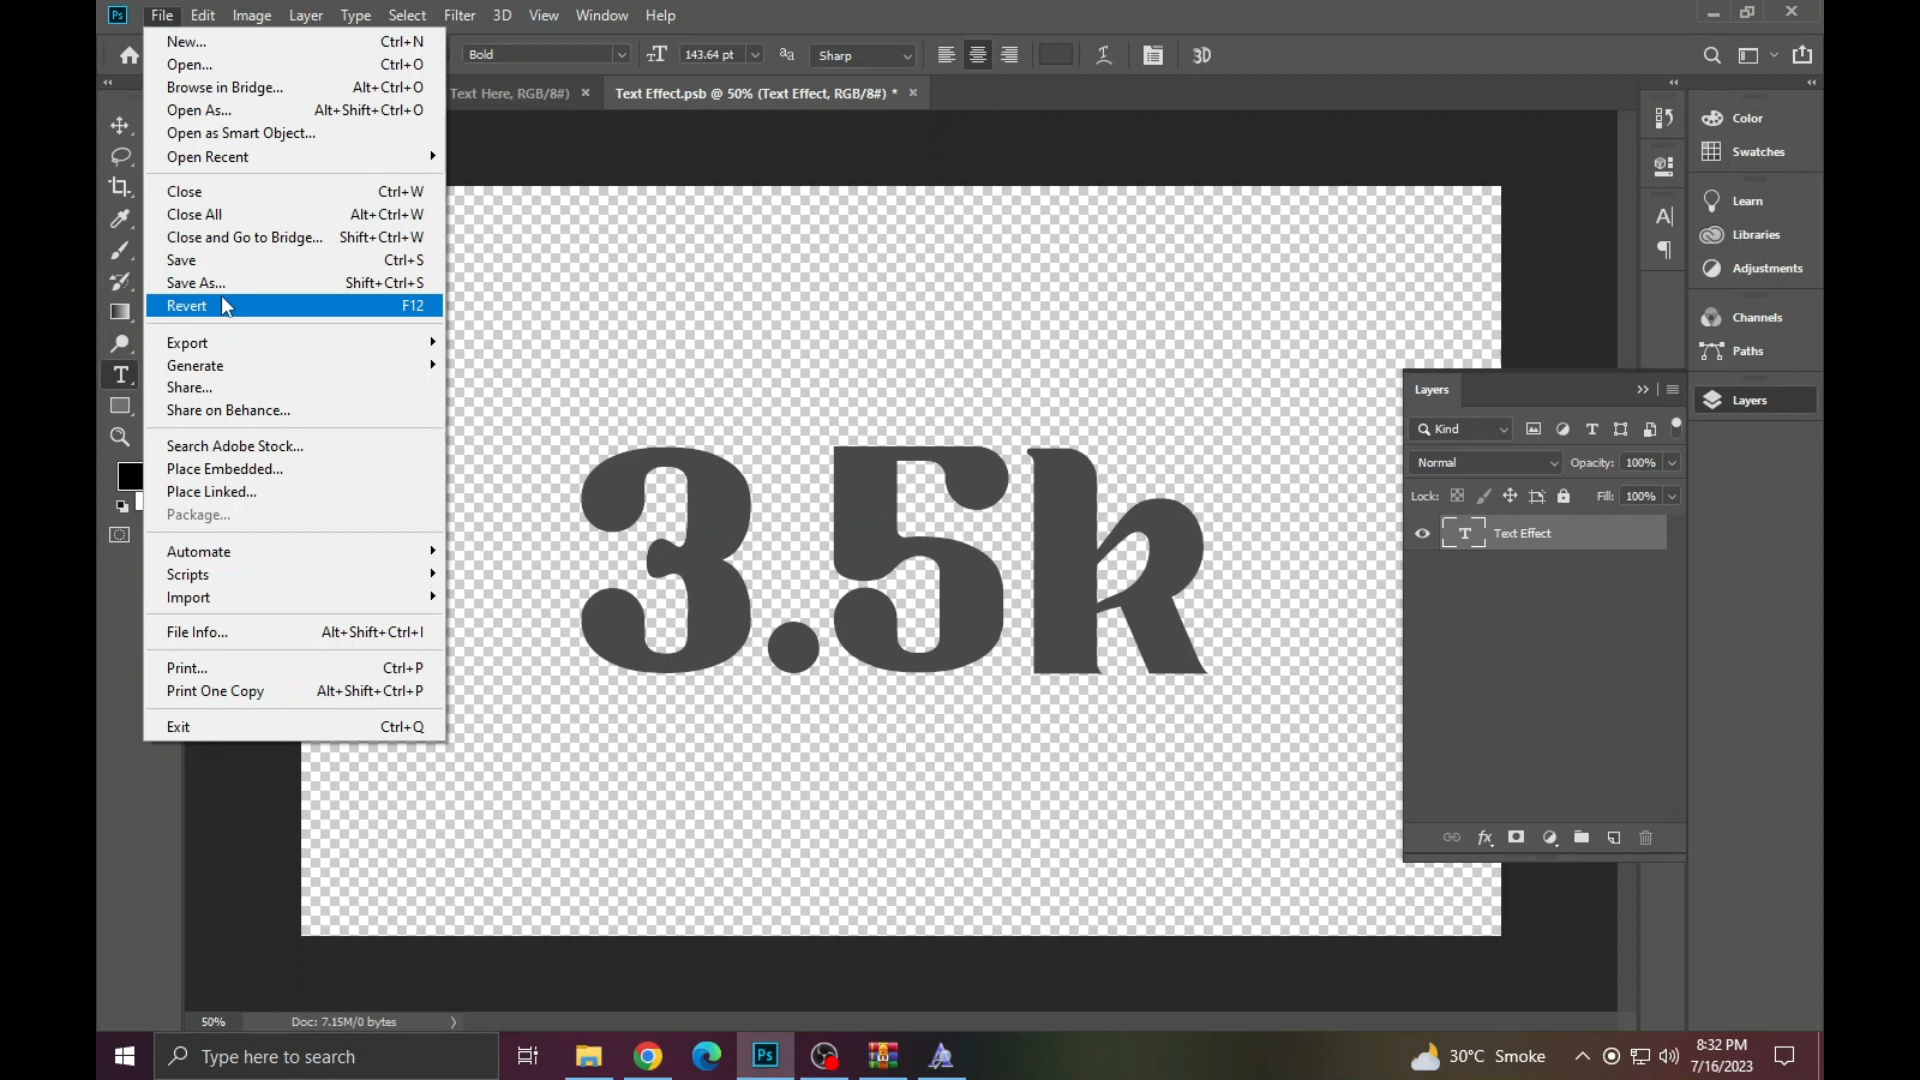 Ps File Edit Image Layer Type Select Filter 3D View Window Help
Bold 143.64 pt aa Sharp 3D
Text Here, RGB/8#) × Text Effect.psb @ 50% (Text Effect, RGB/8#) * ×
New... Ctrl+N
Open... Ctrl+O
Browse in Bridge... Alt+Ctrl+O
Open As... Alt+Shift+Ctrl+O
Open as Smart Object...
Open Recent
Close Ctrl+W
Close All Alt+Ctrl+W
Close and Go to Bridge... Shift+Ctrl+W
Save Ctrl+S
Save As... Shift+Ctrl+S
Revert F12
Export
Generate
Share...
Share on Behance...
Search Adobe Stock...
Place Embedded...
Place Linked...
Package...
Automate
Scripts
Import
File Info... Alt+Shift+Ctrl+I
Print... Ctrl+P
Print One Copy Alt+Shift+Ctrl+P
Exit Ctrl+Q
3.5k
Color
Swatches
Learn
Libraries
Adjustments
Channels
Paths
Layers
Layers
Kind
Normal Opacity: 100%
Lock: Fill: 100%
T Text Effect
fx
50% Doc: 7.15M/0 bytes
Type here to search
Ps
30°C Smoke
8:32 PM
7/16/2023